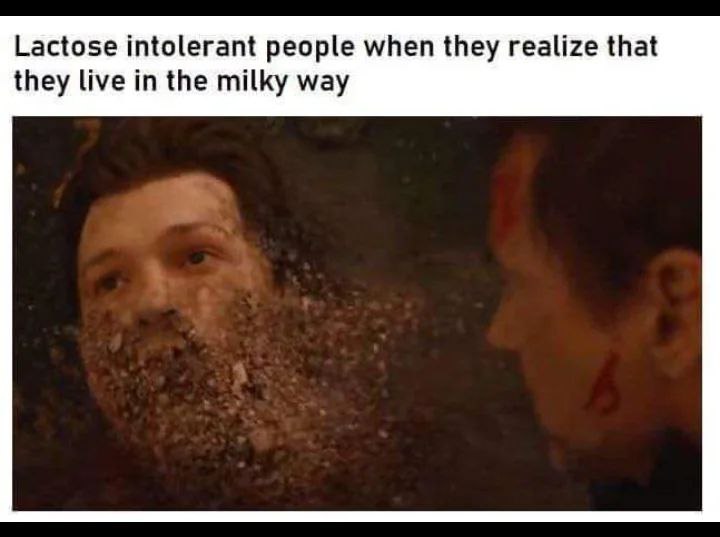 Lactose intolerant people when they realize that
they live in the milky way